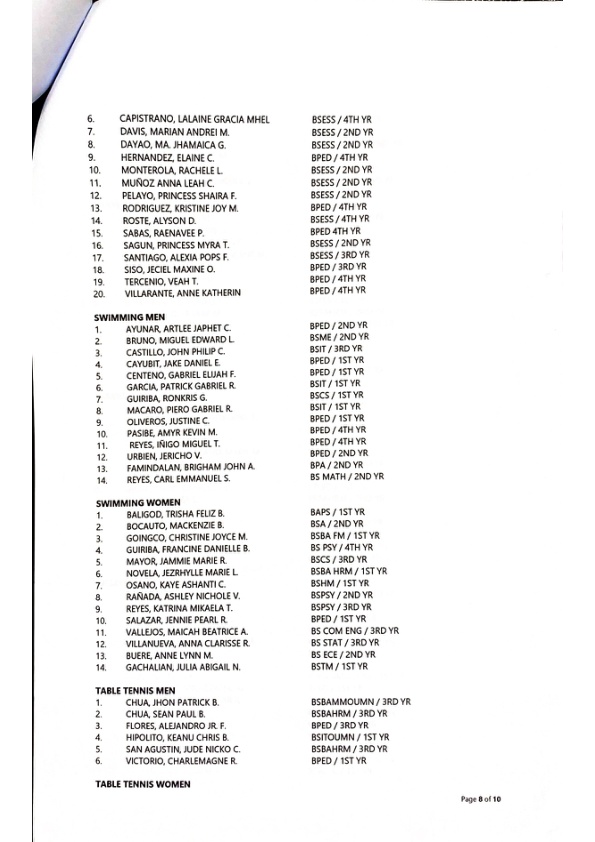 6. CAPISTRANO, LALAINE GRACIA MHEL BSESS / 4TH YR
7. DAVIS, MARIAN ANDREI M. BSESS / 2ND YR
8. DAYAO, MA. JHAMAICA G. BSESS / 2ND YR
9. HERNANDEZ, ELAINE C. BPED / 4TH YR
10. MONTEROLA, RACHELE L. BSESS / 2ND YR
11. MUÑOZ ANNA LEAH C. BSESS / 2ND YR
12. PELAYO, PRINCESS SHAIRA F. BSESS / 2ND YR
13. RODRIGUEZ, KRISTINE JOY M. BPED / 4TH YR
14. ROSTE, ALYSON D. BSESS / 4TH YR
15. SABAS, RAENAVEE P. BPED 4TH YR
16. SAGUN, PRINCESS MYRA T. BSESS / 2ND YR
17. SANTIAGO, ALEXIA POPS F. BSESS / 3RD YR
18. SISO, JECIEL MAXINE O. BPED / 3RD YR
19. TERCENIO, VEAH T. BPED / 4TH YR
20. VILLARANTE, ANNE KATHERIN BPED / 4TH YR
SWIMMING MEN
1. AYUNAR, ARTLEE JAPHET C. BPED / 2ND YR
2. BRUNO, MIGUEL EDWARD L. BSME / 2ND YR
3. CASTILLO, JOHN PHILIP C. BSIT / 3RD YR
4. CAYUBIT, JAKE DANIEL E. BPED / 1ST YR
5. CENTENO, GABRIEL ELIJAH F. BPED / 1ST YR
6. GARCIA, PATRICK GABRIEL R. BSIT / 1ST YR
7. GUIRIBA, RONKRIS G. BSCS / 1ST YR
8. MACARO, PIERO GABRIEL R. BSIT / 1ST YR
9. OLIVEROS, JUSTINE C. BPED / 1ST YR
10. PASIBE, AMYR KEVIN M. BPED / 4TH YR
11. REYES, IÑIGO MIGUEL T. BPED / 4TH YR
12. URBIEN, JERICHO V. BPED / 2ND YR
13. FAMINDALAN, BRIGHAM JOHN A. BPA / 2ND YR
14. REYES, CARL EMMANUEL S. BS MATH / 2ND YR
SWIMMING WOMEN
1. BALIGOD, TRISHA FELIZ B. BAPS / 1ST YR
2. BOCAUTO, MACKENZIE B. BSA / 2ND YR
3. GOINGCO, CHRISTINE JOYCE M. BSBA FM / 1ST YR
4. GUIRIBA, FRANCINE DANIELLE B. BS PSY / 4TH YR
5. MAYOR, JAMMIE MARIE R. BSCS / 3RD YR
6. NOVELA, JEZRHYLLE MARIE L. BSBA HRM / 1ST YR
7. OSANO, KAYE ASHANTI C. BSHM / 1ST YR
8. RAÑADA, ASHLEY NICHOLE V. BSPSY / 2ND YR
9. REYES, KATRINA MIKAELA T. BSPSY / 3RD YR
10. SALAZAR, JENNIE PEARL R. BPED / 1ST YR
11. VALLEJOS, MAICAH BEATRICE A. BS COM ENG / 3RD YR
12. VILLANUEVA, ANNA CLARISSE R. BS STAT / 3RD YR
13. BUERE, ANNE LYNN M. BS ECE / 2ND YR
14. GACHALIAN, JULIA ABIGAIL N. BSTM / 1ST YR
TABLE TENNIS MEN
1. CHUA, JHON PATRICK B. BSBAMMOUMN / 3RD YR
2. CHUA, SEAN PAUL B. BSBAHRM / 3RD YR
3. FLORES, ALEJANDRO JR. F. BPED / 3RD YR
4. HIPOLITO, KEANU CHRIS B. BSITOUMN / 1ST YR
5. SAN AGUSTIN, JUDE NICKO C. BSBAHRM / 3RD YR
6. VICTORIO, CHARLEMAGNE R. BPED / 1ST YR
TABLE TENNIS WOMEN
Page 8 of 10